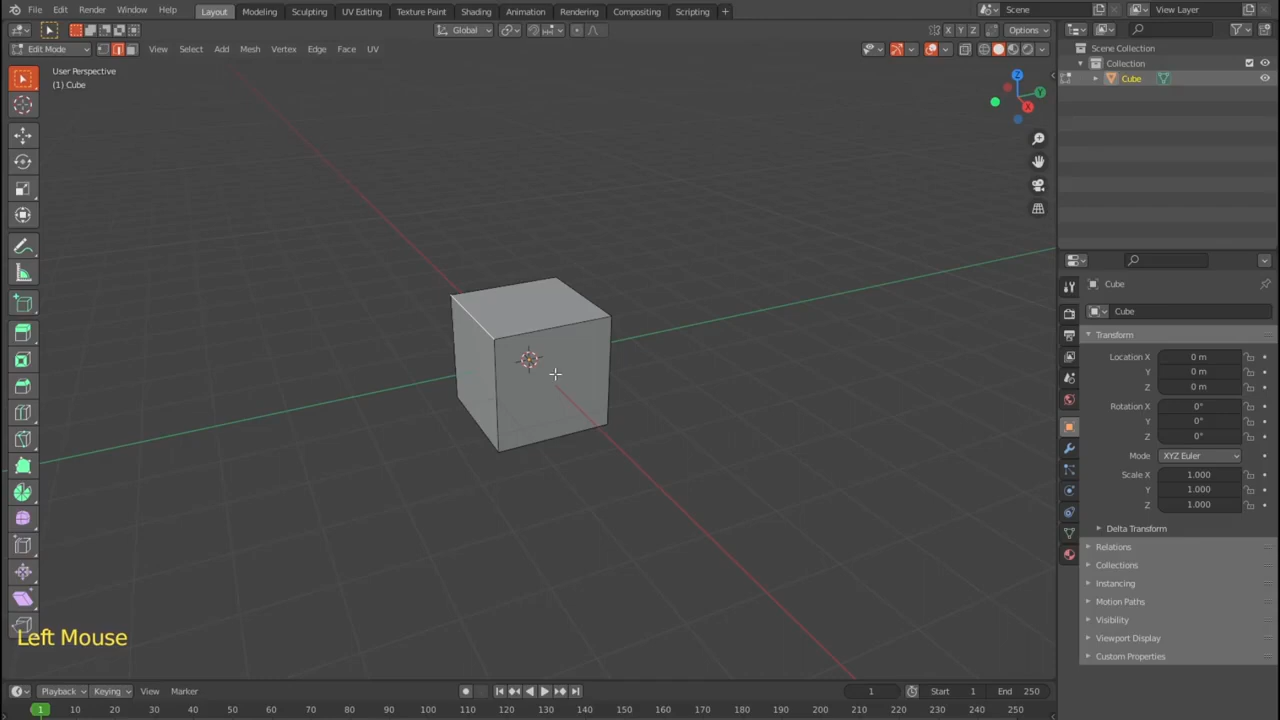 File Edit Render Window Help Layout Modeling Sculpting UV Editing Texture Paint Shading Animation Rendering Compositing Scripting + Scene View Layer
Global X Y Z Options
Edit Mode View Select Add Mesh Vertex Edge Face UV
User Perspective
(1) Cube
Z
Y
X
Scene Collection
Collection
Cube
Cube
Cube
Transform
Location X 0 m
Y 0 m
Z 0 m
Rotation X 0°
Y 0°
Z 0°
Mode XYZ Euler
Scale X 1.000
Y 1.000
Z 1.000
Delta Transform
Relations
Collections
Instancing
Motion Paths
Visibility
Viewport Display
Custom Properties
Left Mouse
Playback Keying View Marker 1 Start 1 End 250
1 10 20 30 40 50 60 70 80 90 100 110 120 130 140 150 160 170 180 190 200 210 220 230 240 250